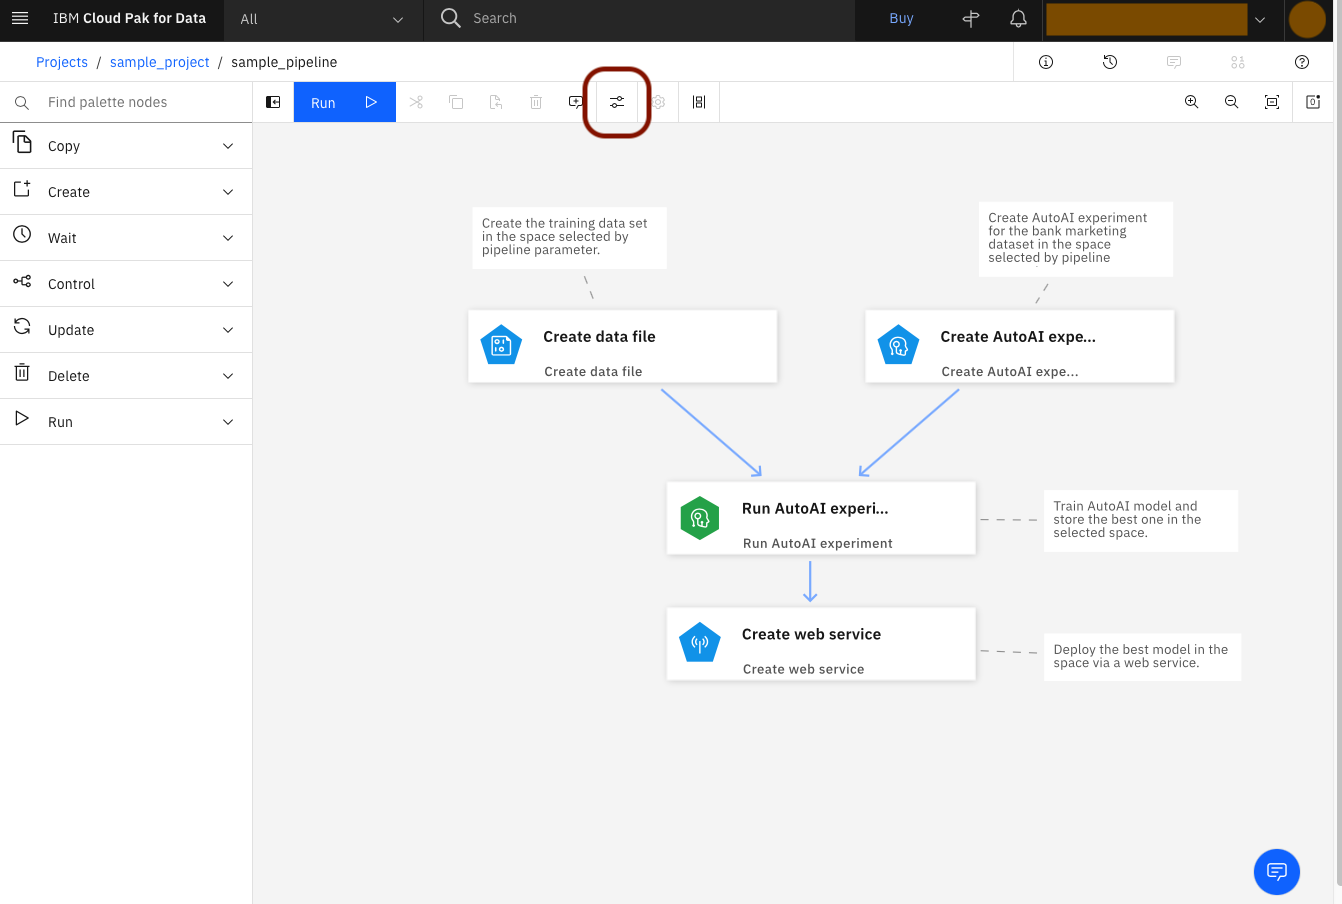 IBM Cloud Pak for Data
All
Search
Buy
Projects / sample_project / sample_pipeline
Find palette nodes
Run
Copy
Create
Wait
Control
Update
Delete
Run
Create the training data set
in the space selected by
pipeline parameter.
Create AutoAI experiment
for the bank marketing
dataset in the space
selected by pipeline
Create data file
Create data file
Create AutoAI expe...
Create AutoAI expe...
Run AutoAI experi...
Run AutoAI experiment
Train AutoAI model and
store the best one in the
selected space.
Create web service
Create web service
Deploy the best model in the
space via a web service.